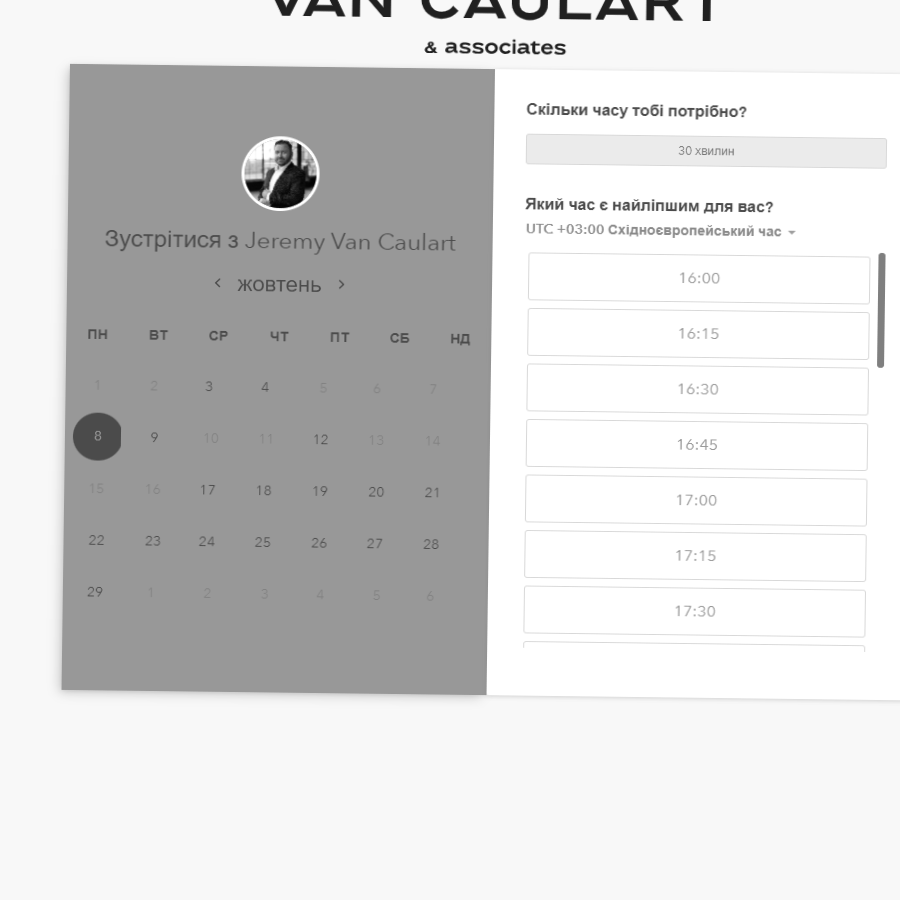 VAN CAULART
& associates
Зустрітися з Jeremy Van Caulart
жовтень
ПН ВТ СР ЧТ ПТ СБ НД
1 2 3 4 5 6 7
8 9 10 11 12 13 14
15 16 17 18 19 20 21
22 23 24 25 26 27 28
29 1 2 3 4 5 6
Скільки часу тобі потрібно?
30 хвилин
Який час є найліпшим для вас?
UTC +03:00 Східноєвропейський час
16:00
16:15
16:30
16:45
17:00
17:15
17:30